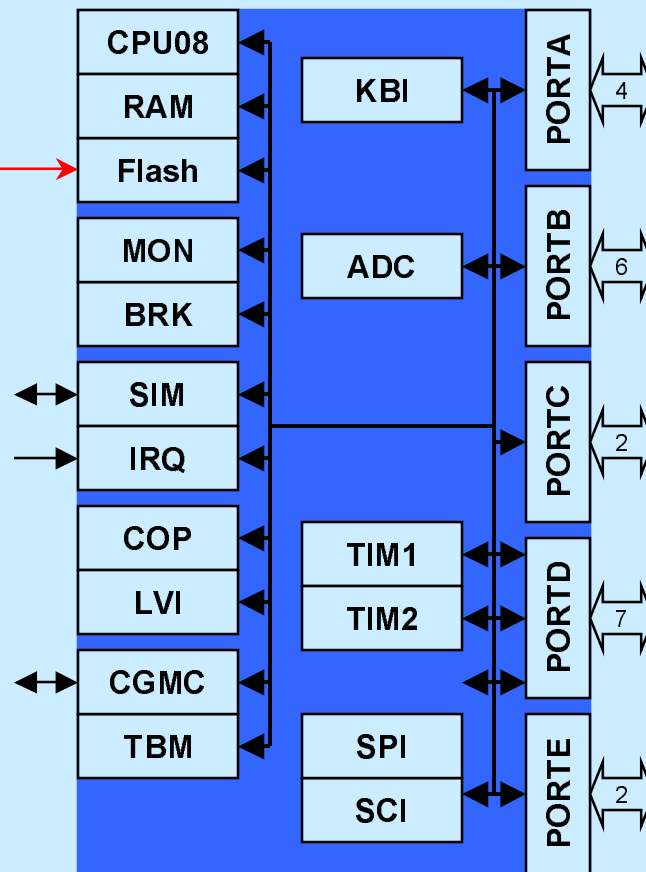 CPU08
RAM
Flash
MON
BRK
SIM
IRQ
COP
LVI
CGMC
TBM
KBI
ADC
TIM1
TIM2
SPI
SCI
PORTA
4
PORTB
6
PORTC
2
PORTD
7
PORTE
2